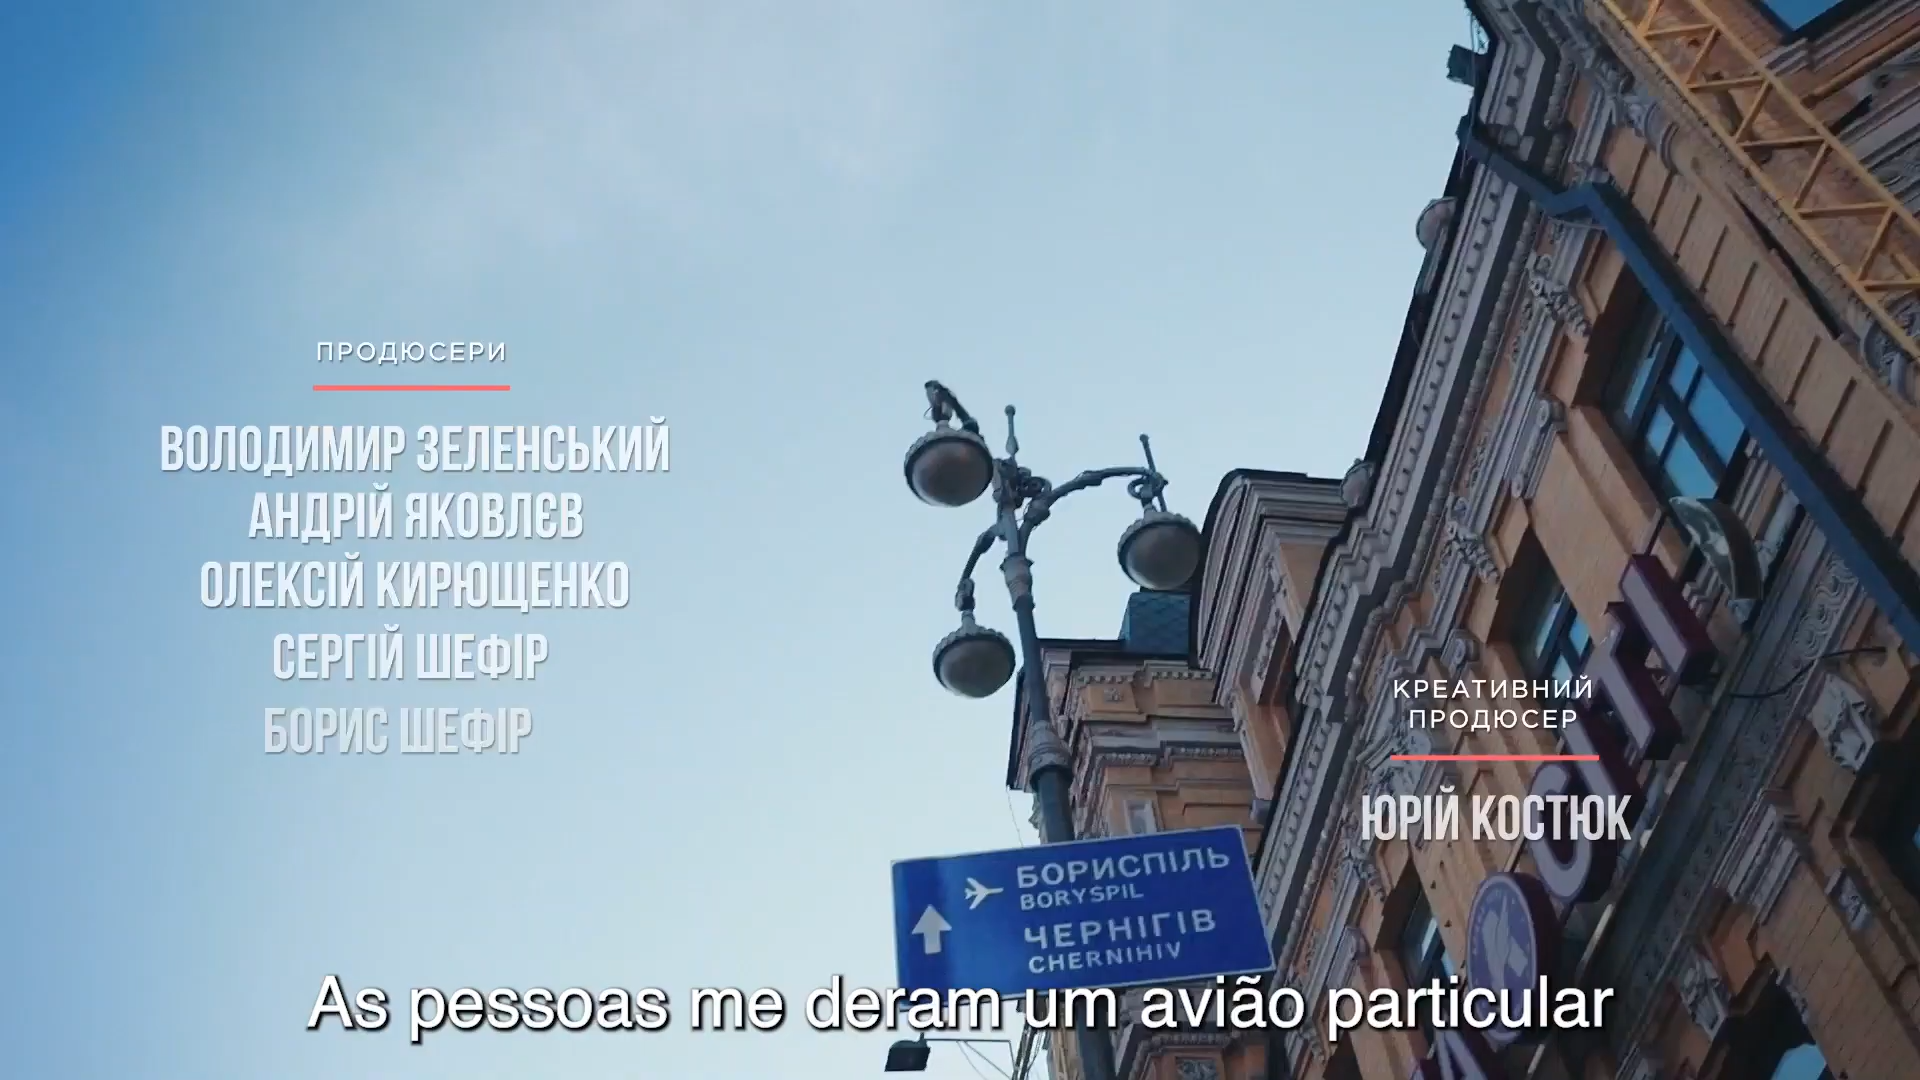 ПРОДЮСЕРИ
ВОЛОДИМИР ЗЕЛЕНСЬКИЙ
АНДРІЙ ЯКОВЛЄВ
ОЛЕКСІЙ КИРЮЩЕНКО
СЕРГІЙ ШЕФІР
БОРИС ШЕФІР
КРЕАТИВНИЙ
ПРОДЮСЕР
ЮРІЙ КОСТЮК
БОРИСПІЛЬ
BORYSPIL
ЧЕРНІГІВ
CHERNIHIV
As pessoas me deram um avião particular